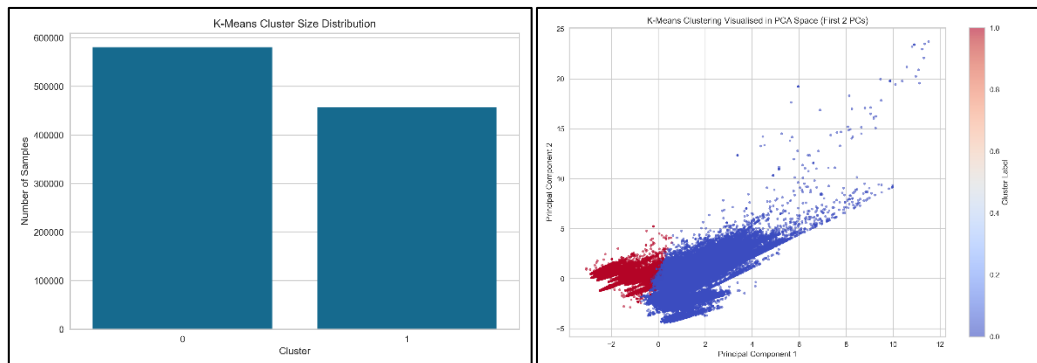 K-Means Cluster Size Distribution
600000
500000
400000
300000
200000
100000
0
Number of Samples
0 1
Cluster
K-Means Clustering Visualised in PCA Space (First 2 PCs)
25
20
15
10
5
0
−5
Principal Component 2
−2 0 2 4 6 8 10 12
Principal Component 1
1.0
0.8
0.6
0.4
0.2
0.0
Cluster Label